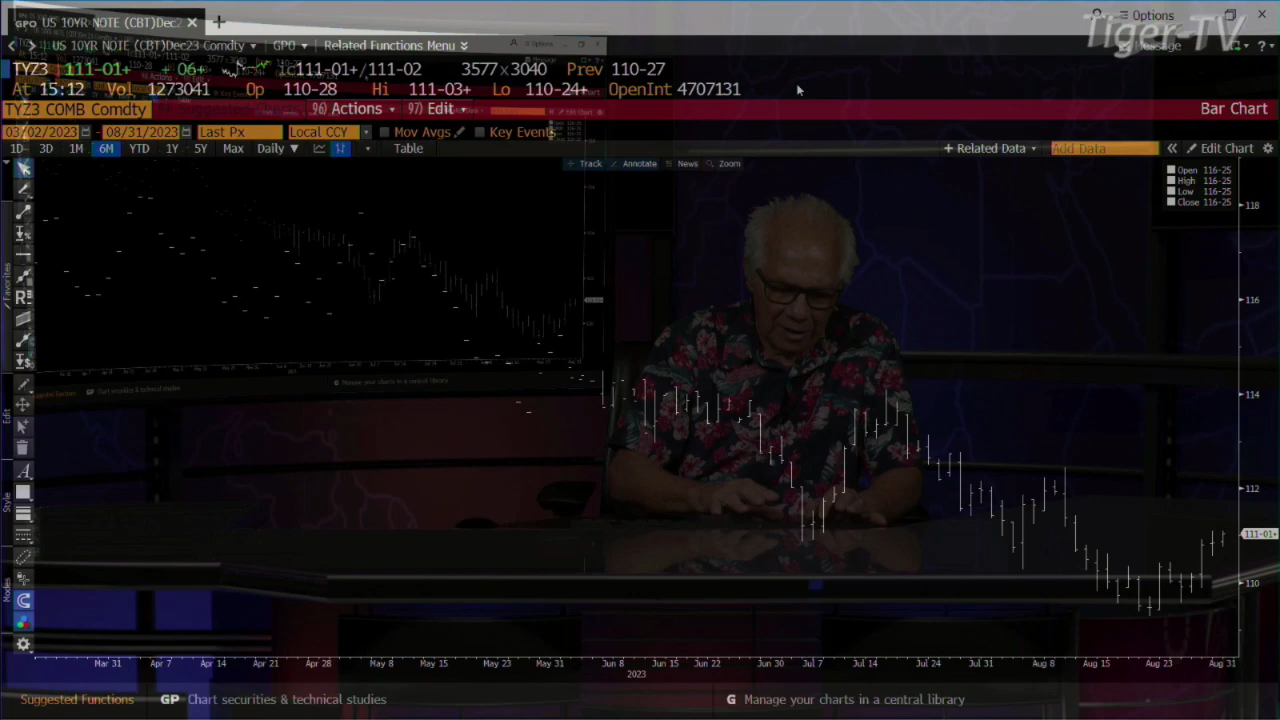 GPO US 10YR NOTE (CBT)Dec2 × +
Options
Tiger-TV
US 10YR NOTE (CBT)Dec23 Comdty GPO Related Functions Menu
Message
TYZ3 111-01+ 06+ 111-01+/111-02 3577×3040 Prev 110-27
At 15:12 Vol 1273041 Op 110-28 Hi 111-03+ Lo 110-24+ OpenInt 4707131
TYZ3 COMB Comdty 96) Actions 97) Edit Bar Chart
03/02/2023 - 08/31/2023 Last Px Local CCY Mov Avgs Key Events
1D 3D 1M 6M YTD 1Y 5Y Max Daily ▼ Table + Related Data Add Data « Edit Chart
Track Annotate News Zoom
Open 116-25
High 116-25
Low 116-25
Close 116-25
118
116
114
112
111-01+
110
Favorites
Edit
Style
Modes
Mar 31 Apr 7 Apr 14 Apr 21 Apr 28 May 8 May 15 May 23 May 31 Jun 8 Jun 15 Jun 22 Jun 30 Jul 7 Jul 14 Jul 24 Jul 31 Aug 8 Aug 15 Aug 23 Aug 31
2023
Suggested Functions GP Chart securities & technical studies G Manage your charts in a central library